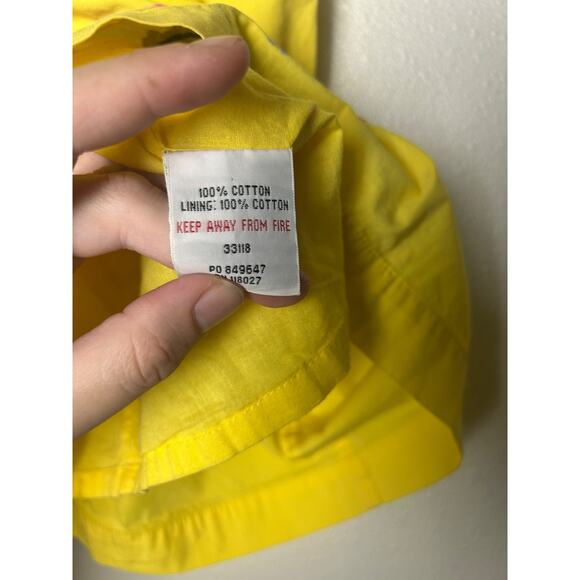 100% COTTON
LINING: 100% COTTON
KEEP AWAY FROM FIRE
33118
PO 849647